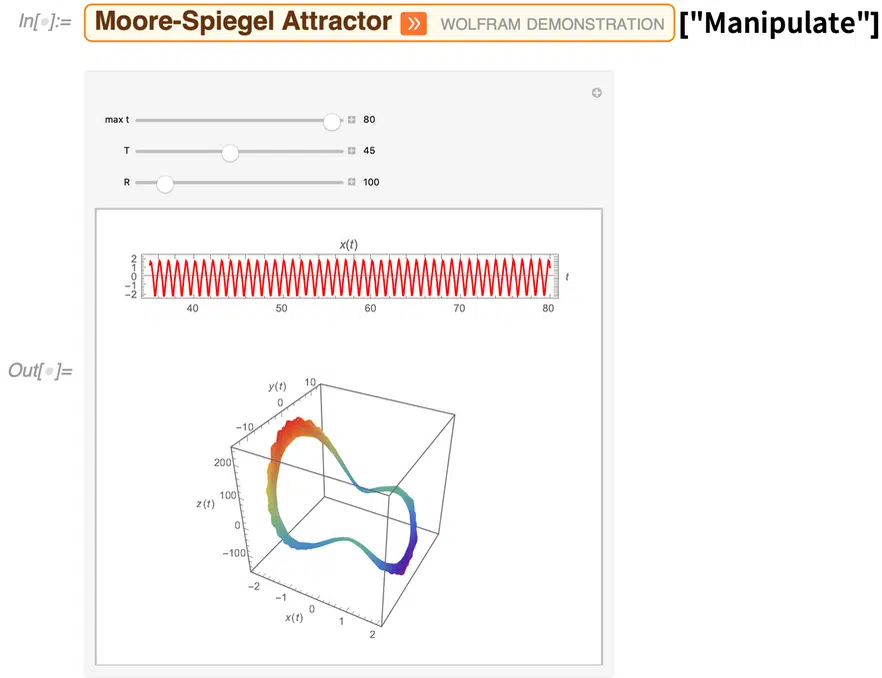 In[●]:= Moore-Spiegel Attractor » WOLFRAM DEMONSTRATION ["Manipulate"]
max t 80
T 45
R 100
x(t)
2
1
0
−1
−2
t
40 50 60 70 80
Out[●]=
y(t) 10
0
−10
200
100
z(t)
0
−100
−2
−1
0
x(t)
1
2